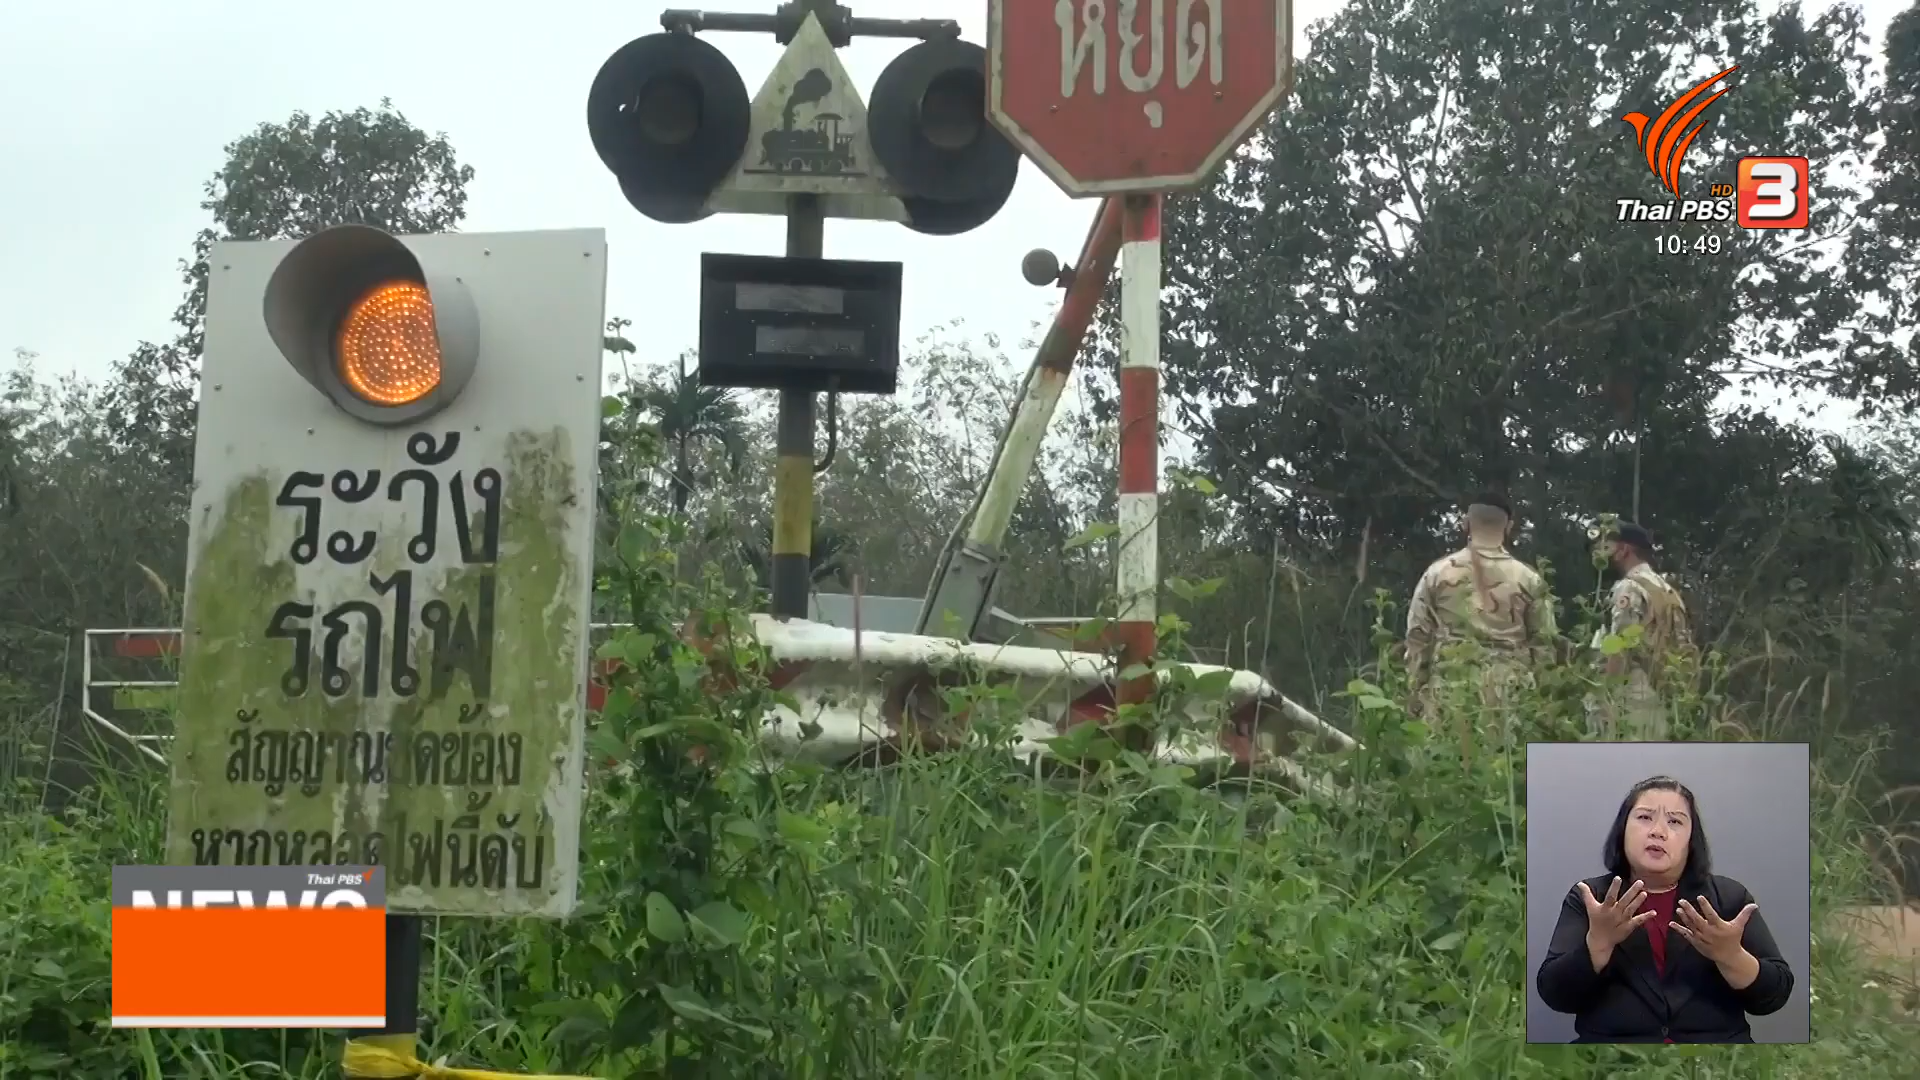 หยุด
Thai PBS HD 3
10:49
ระวัง
รถไฟ
สัญญาณขัดข้อง
หากหลอดไฟนี้ดับ
Thai PBS
NEWS